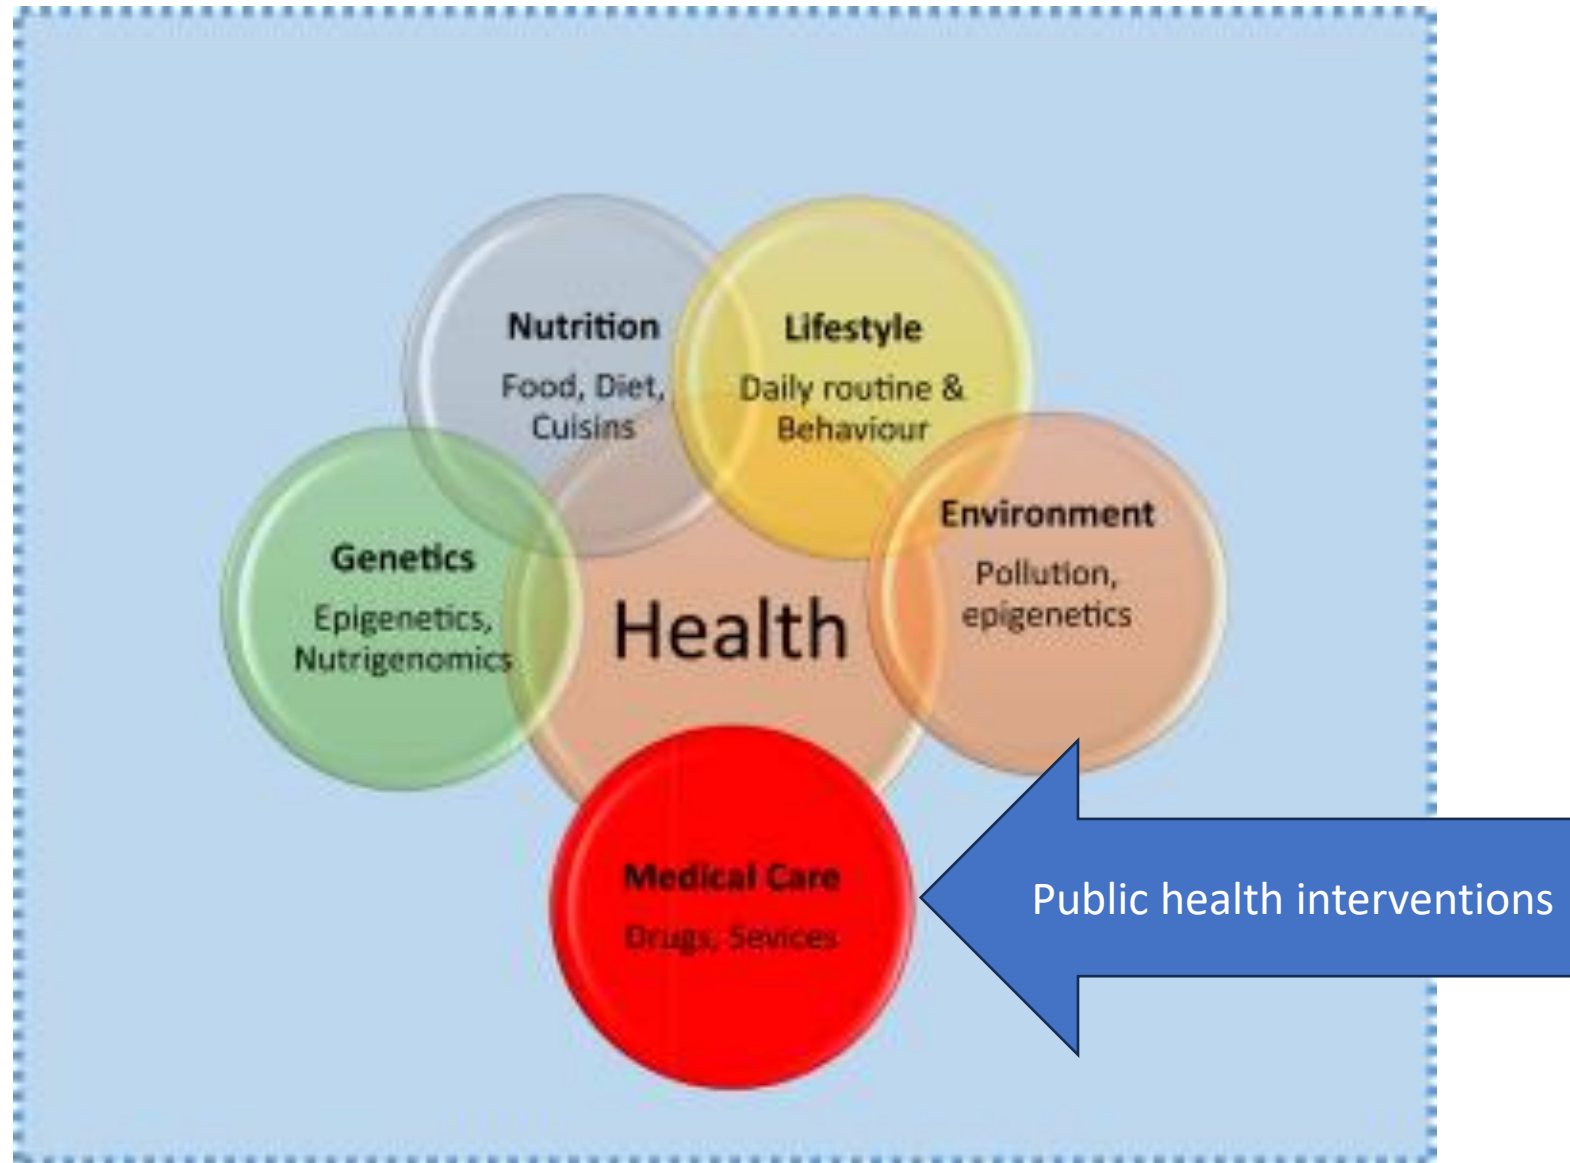 Nutrition
Food, Diet,
Cuisins
Lifestyle
Daily routine &
Behaviour
Genetics
Epigenetics,
Nutrigenomics
Health
Environment
Pollution,
epigenetics
Medical Care
Drugs, Sevices
Public health interventions